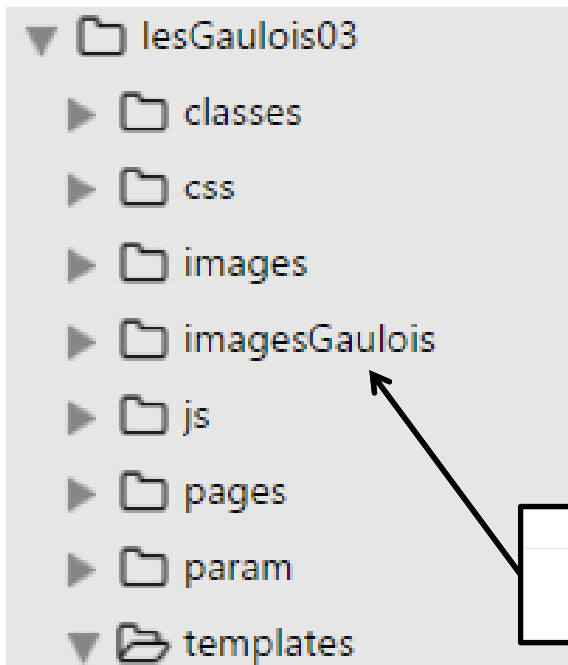 lesGaulois03
classes
css
images
imagesGaulois
js
pages
param
templates